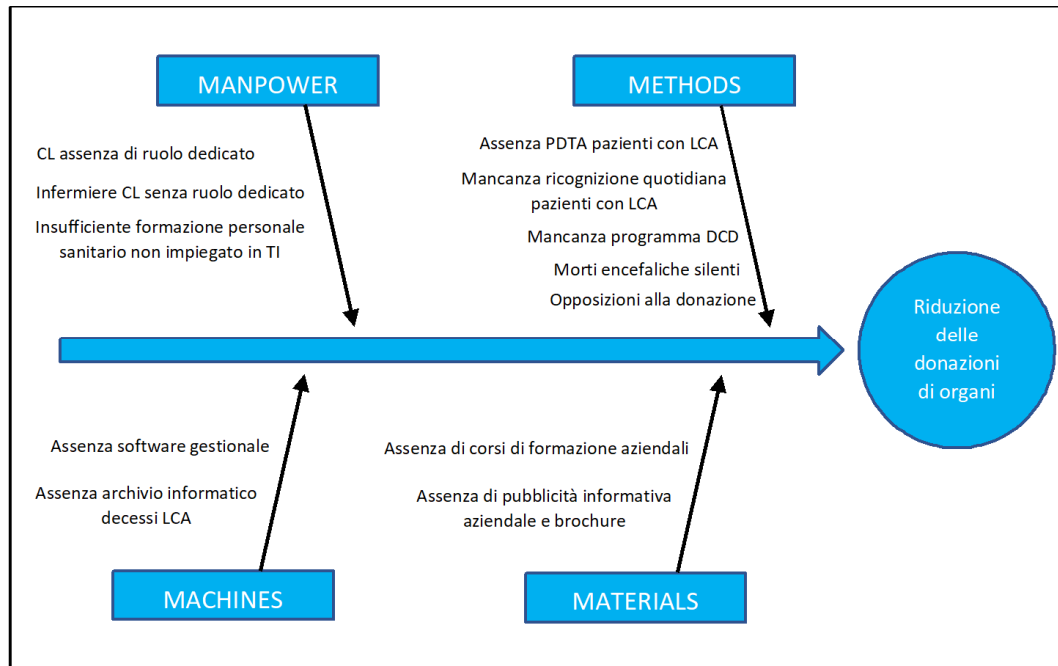 MANPOWER
METHODS
CL assenza di ruolo dedicato
Infermiere CL senza ruolo dedicato
Insufficiente formazione personale
sanitario non impiegato in TI
Assenza PDTA pazienti con LCA
Mancanza ricognizione quotidiana
pazienti con LCA
Mancanza programma DCD
Morti encefaliche silenti
Opposizioni alla donazione
Riduzione
delle
donazioni
di organi
Assenza software gestionale
Assenza archivio informatico
decessi LCA
Assenza di corsi di formazione aziendali
Assenza di pubblicità informativa
aziendale e brochure
MACHINES
MATERIALS